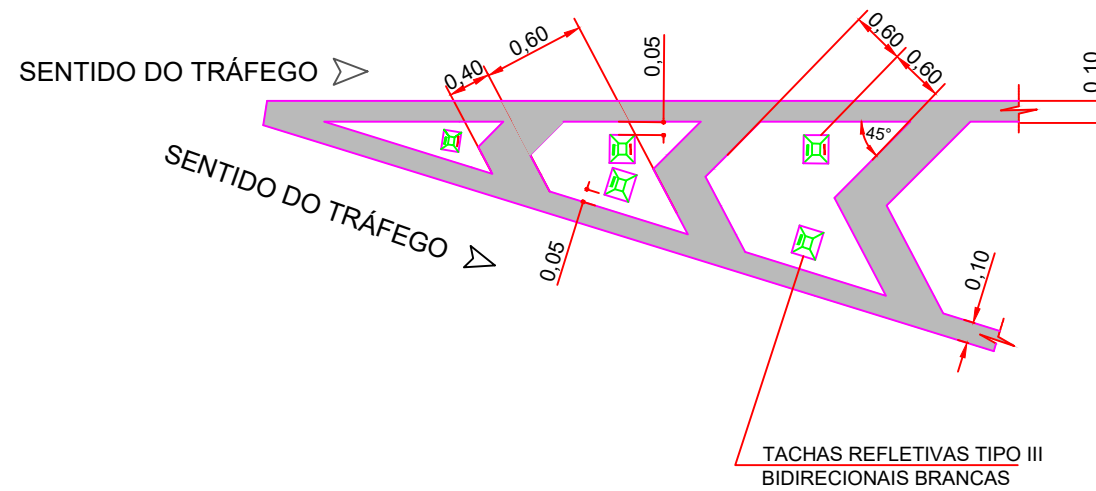 SENTIDO DO TRÁFEGO
0,40
0,60
0,05
0,60
0,60
0,10
45°
SENTIDO DO TRÁFEGO
0,05
0,10
TACHAS REFLETIVAS TIPO III
BIDIRECIONAIS BRANCAS